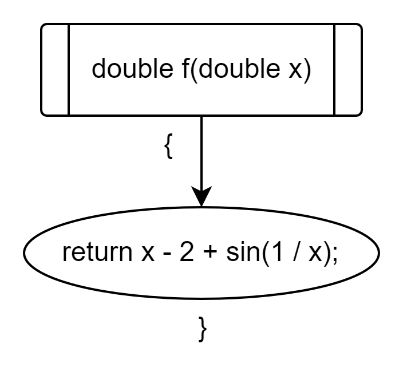 double f(double x)
{
return x - 2 + sin(1 / x);
}